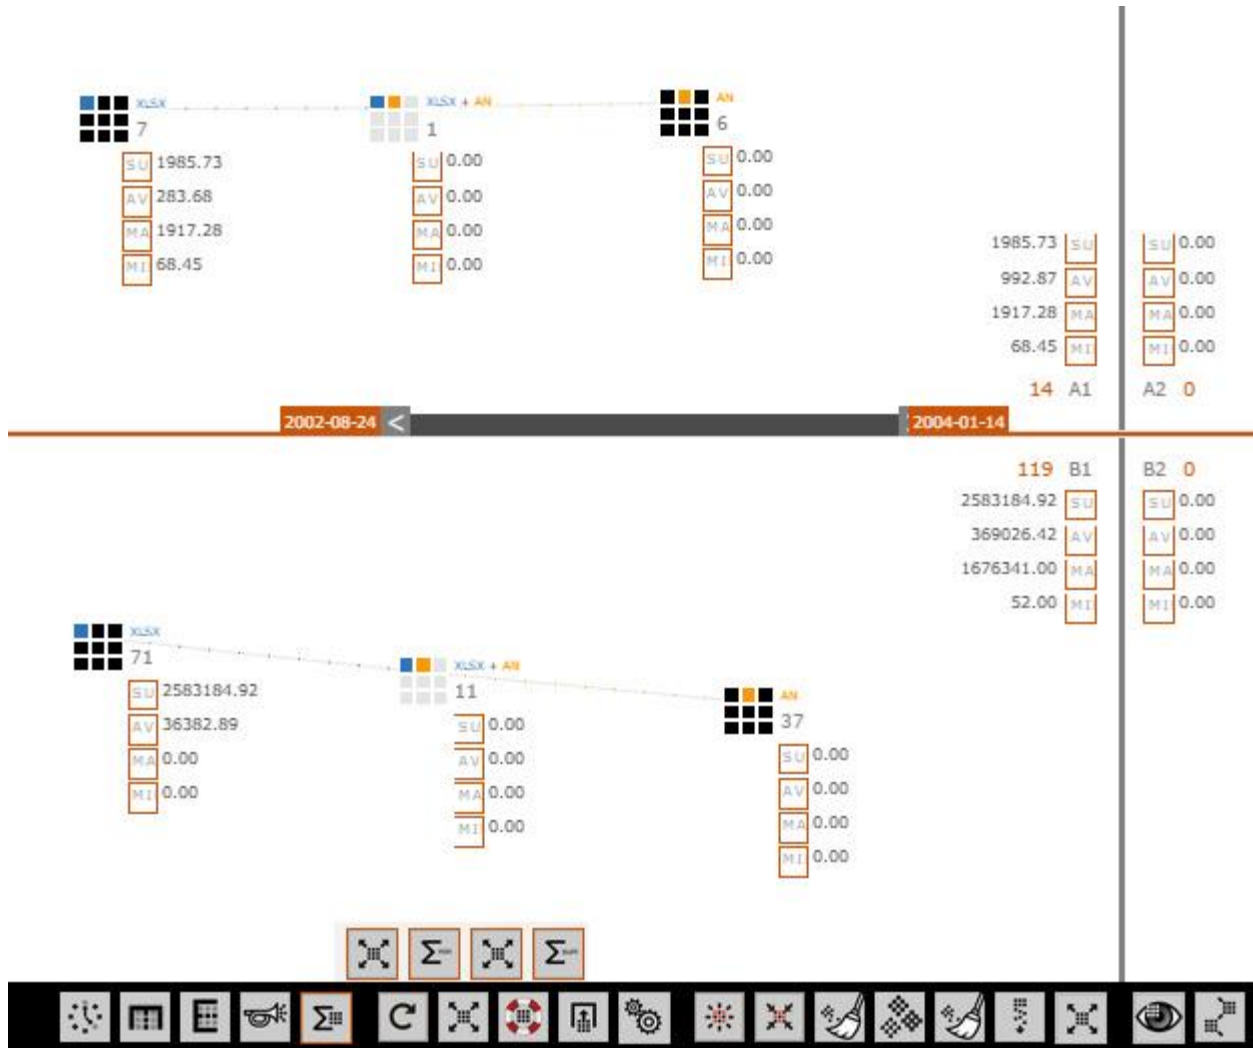 XLSX
7
SU 1985.73
AV 283.68
MA 1917.28
MI 68.45
XLSX + AN
1
SU 0.00
AV 0.00
MA 0.00
MI 0.00
AN
6
SU 0.00
AV 0.00
MA 0.00
MI 0.00
1985.73 SU
992.87 AV
1917.28 MA
68.45 MI
14 A1
SU 0.00
AV 0.00
MA 0.00
MI 0.00
A2 0
2002-08-24 <
2004-01-14
119 B1
2583184.92 SU
369026.42 AV
1676341.00 MA
52.00 MI
B2 0
SU 0.00
AV 0.00
MA 0.00
MI 0.00
XLSX
71
SU 2583184.92
AV 36382.89
MA 0.00
MI 0.00
XLSX + AN
11
SU 0.00
AV 0.00
MA 0.00
MI 0.00
AN
37
SU 0.00
AV 0.00
MA 0.00
MI 0.00
Σ
Σ
Σ